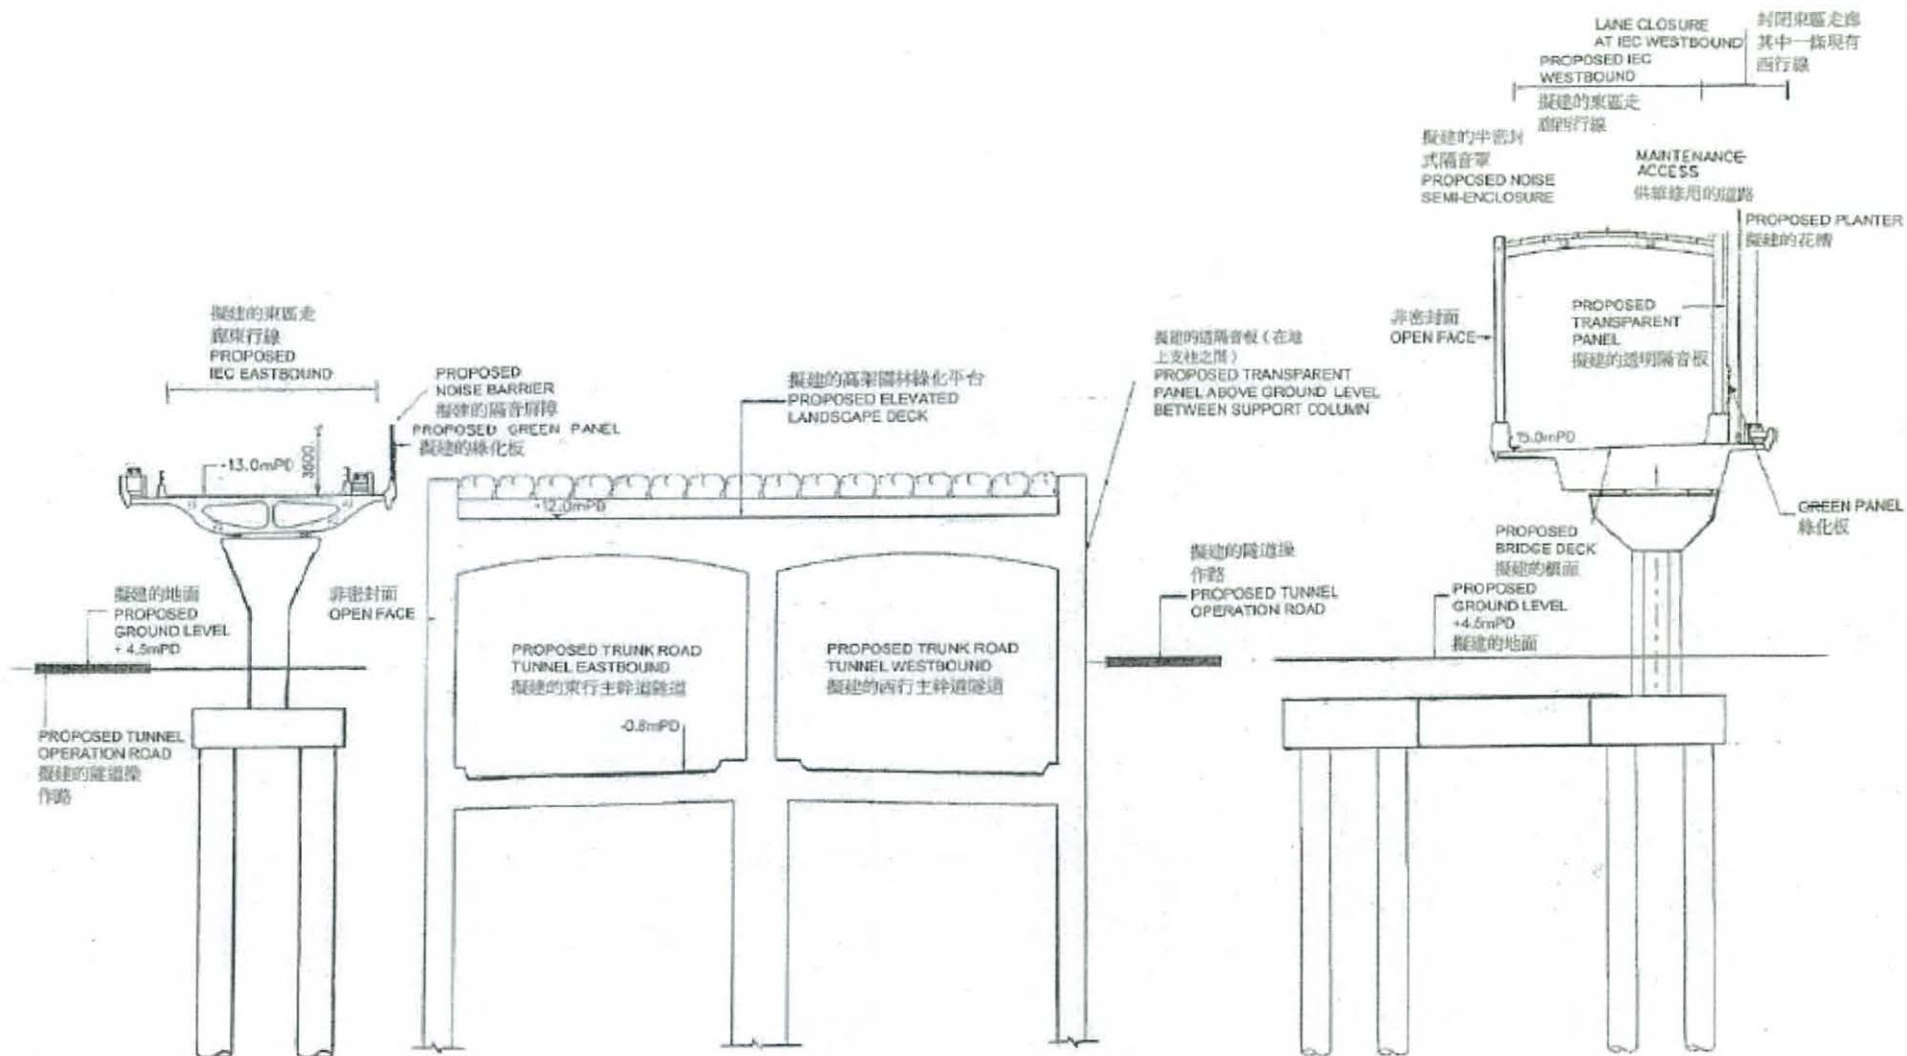 LANE CLOSURE
AT IEC WESTBOUND
封閉東區走廊
其中一條現有
西行線
PROPOSED IEC
WESTBOUND
擬建的東區走
廊西行線
擬建的半密封
式隔音罩
PROPOSED NOISE
SEMI-ENCLOSURE
MAINTENANCE
ACCESS
供維修用的道路
PROPOSED PLANTER
擬建的花槽
非密封面
OPEN FACE
PROPOSED
TRANSPARENT
PANEL
擬建的透明隔音板
15.0mPD
GREEN PANEL
綠化板
PROPOSED
BRIDGE DECK
擬建的橋面
PROPOSED
GROUND LEVEL
+4.5mPD
擬建的地面
擬建的東區走
廊東行線
PROPOSED
IEC EASTBOUND
PROPOSED
NOISE BARRIER
擬建的隔音屏障
PROPOSED GREEN PANEL
擬建的綠化板
-13.0mPD
3600
擬建的地面
PROPOSED
GROUND LEVEL
+ 4.5mPD
非密封面
OPEN FACE
PROPOSED TUNNEL
OPERATION ROAD
擬建的隧道操
作路
擬建的高架園林綠化平台
PROPOSED ELEVATED
LANDSCAPE DECK
+12.0mPD
擬建的透隔音板(在地
上支柱之間)
PROPOSED TRANSPARENT
PANEL ABOVE GROUND LEVEL
BETWEEN SUPPORT COLUMN
PROPOSED TRUNK ROAD
TUNNEL EASTBOUND
擬建的東行主幹道隧道
-0.8mPD
PROPOSED TRUNK ROAD
TUNNEL WESTBOUND
擬建的西行主幹道隧道
擬建的隧道操
作路
PROPOSED TUNNEL
OPERATION ROAD